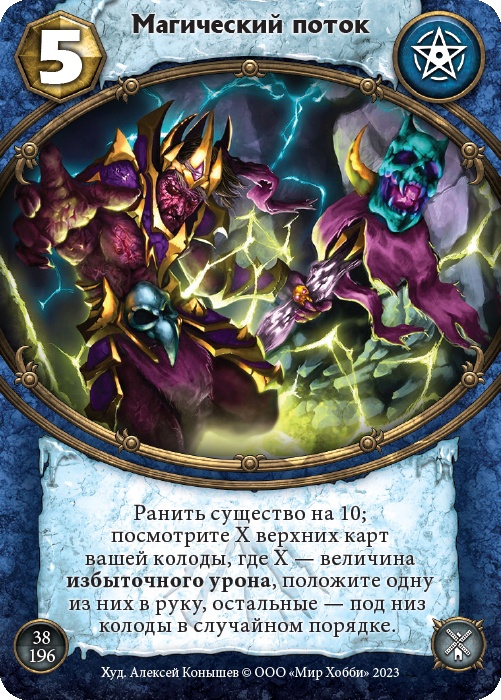 Магический поток
5
Ранить существо на 10;
посмотрите X верхних карт
вашей колоды, где X — величина
избыточного урона, положите одну
из них в руку, остальные — под низ
колоды в случайном порядке.
38
196
Худ. Алексей Конышев © ООО «Мир Хобби» 2023